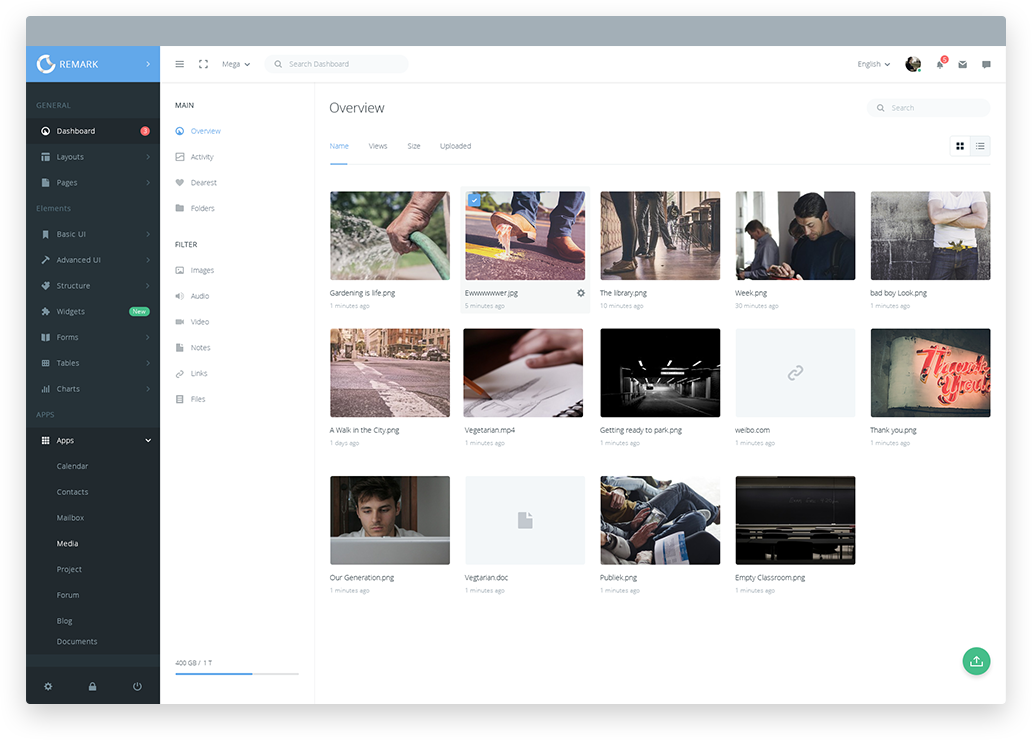 REMARK
Mega
Search Dashboard
English
5
GENERAL
Dashboard
3
Layouts
Pages
Elements
Basic UI
Advanced UI
Structure
Widgets
New
Forms
Tables
Charts
APPS
Apps
Calendar
Contacts
Mailbox
Media
Project
Forum
Blog
Documents
MAIN
Overview
Activity
Dearest
Folders
FILTER
Images
Audio
Video
Notes
Links
Files
400 GB / 1 T
Overview
Search
Name Views Size Uploaded
Gardening is life.png
1 minutes ago
Ewwwwwwer.jpg
5 minutes ago
The library.png
10 minutes ago
Week.png
30 minutes ago
bad boy Look.png
1 minutes ago
A Walk in the City.png
1 days ago
Vegetarian.mp4
1 minutes ago
Getting ready to park.png
1 minutes ago
weibo.com
1 minutes ago
Thank you.
Thank you.png
1 minutes ago
Our Generation.png
1 minutes ago
Vegtarian.doc
1 minutes ago
Publiek.png
1 minutes ago
Empty Classroom.png
1 minutes ago